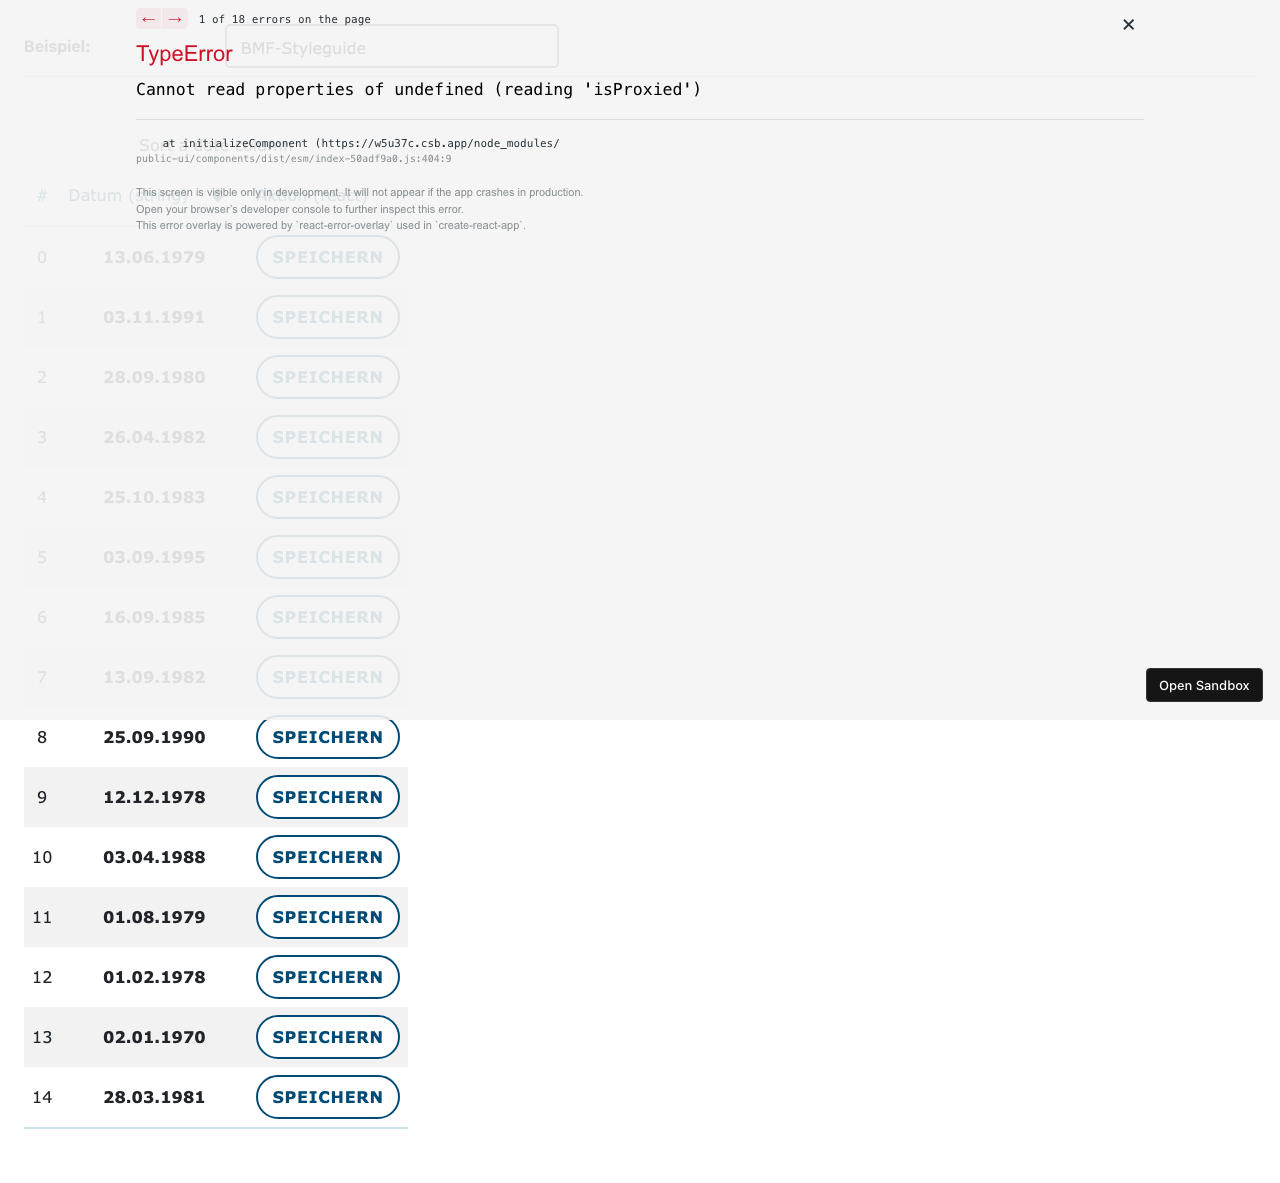 ← → 1 of 18 errors on the page
×
Beispiel: BMF-Styleguide
TypeError
Cannot read properties of undefined (reading 'isProxied')
Sort a date column
at initializeComponent (https://w5u37c.csb.app/node_modules/
public-ui/components/dist/esm/index-50adf9a0.js:404:9
This screen is visible only in development. It will not appear if the app crashes in production.
# Datum (string) Aktion (react)
Open your browser’s developer console to further inspect this error.
This error overlay is powered by `react-error-overlay` used in `create-react-app`.
0 13.06.1979 SPEICHERN
1 03.11.1991 SPEICHERN
2 28.09.1980 SPEICHERN
3 26.04.1982 SPEICHERN
4 25.10.1983 SPEICHERN
5 03.09.1995 SPEICHERN
6 16.09.1985 SPEICHERN
7 13.09.1982 SPEICHERN
Open Sandbox
8 25.09.1990 SPEICHERN
9 12.12.1978 SPEICHERN
10 03.04.1988 SPEICHERN
11 01.08.1979 SPEICHERN
12 01.02.1978 SPEICHERN
13 02.01.1970 SPEICHERN
14 28.03.1981 SPEICHERN